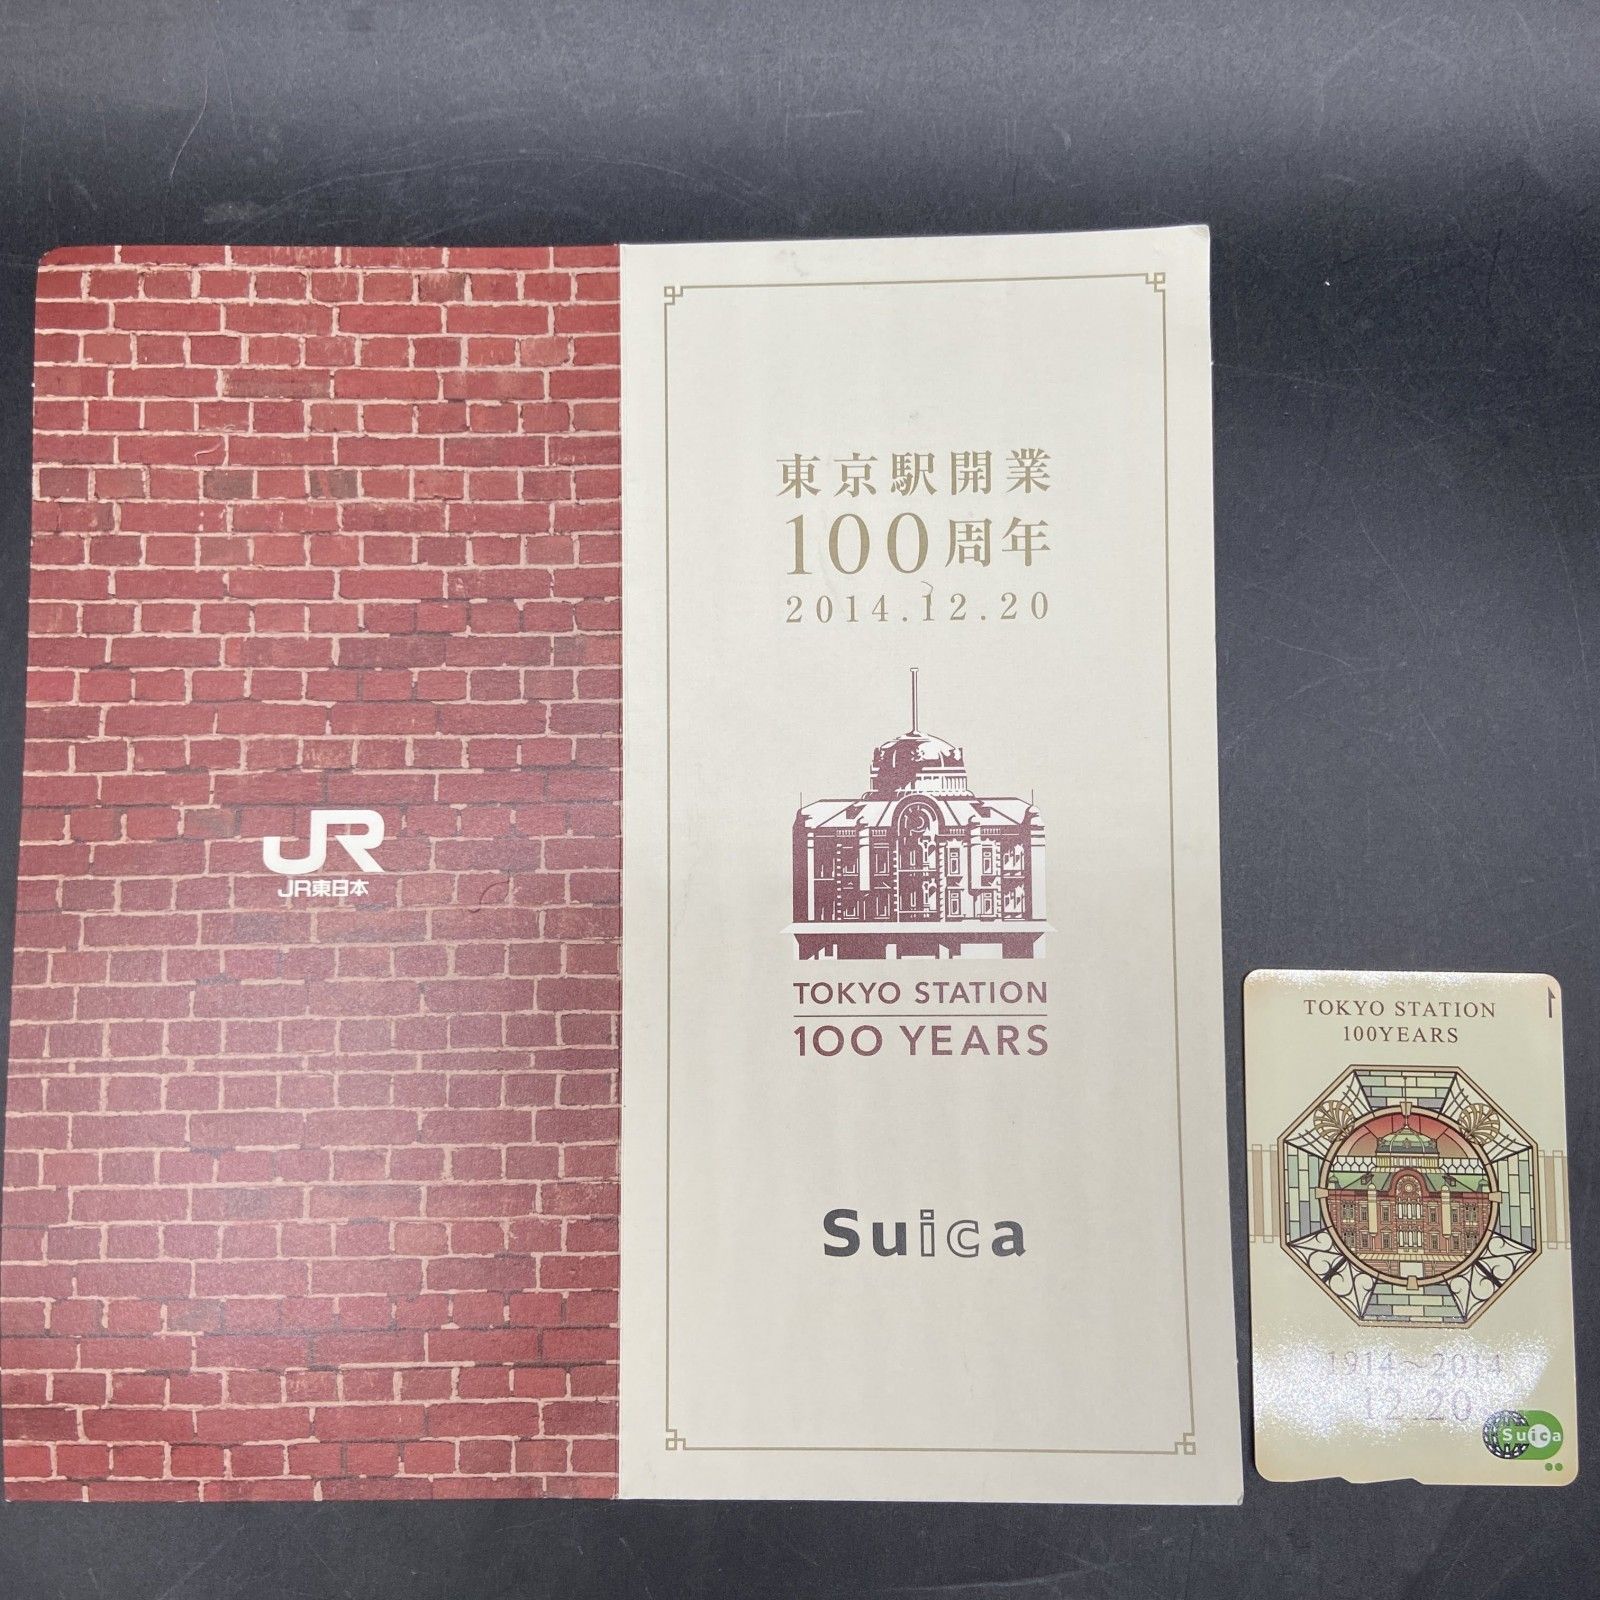 JR
JR東日本
東京駅開業
100周年
2014.12.20
TOKYO STATION
100 YEARS
Suica
TOKYO STATION
100YEARS
1914~2014
12.20
Suica